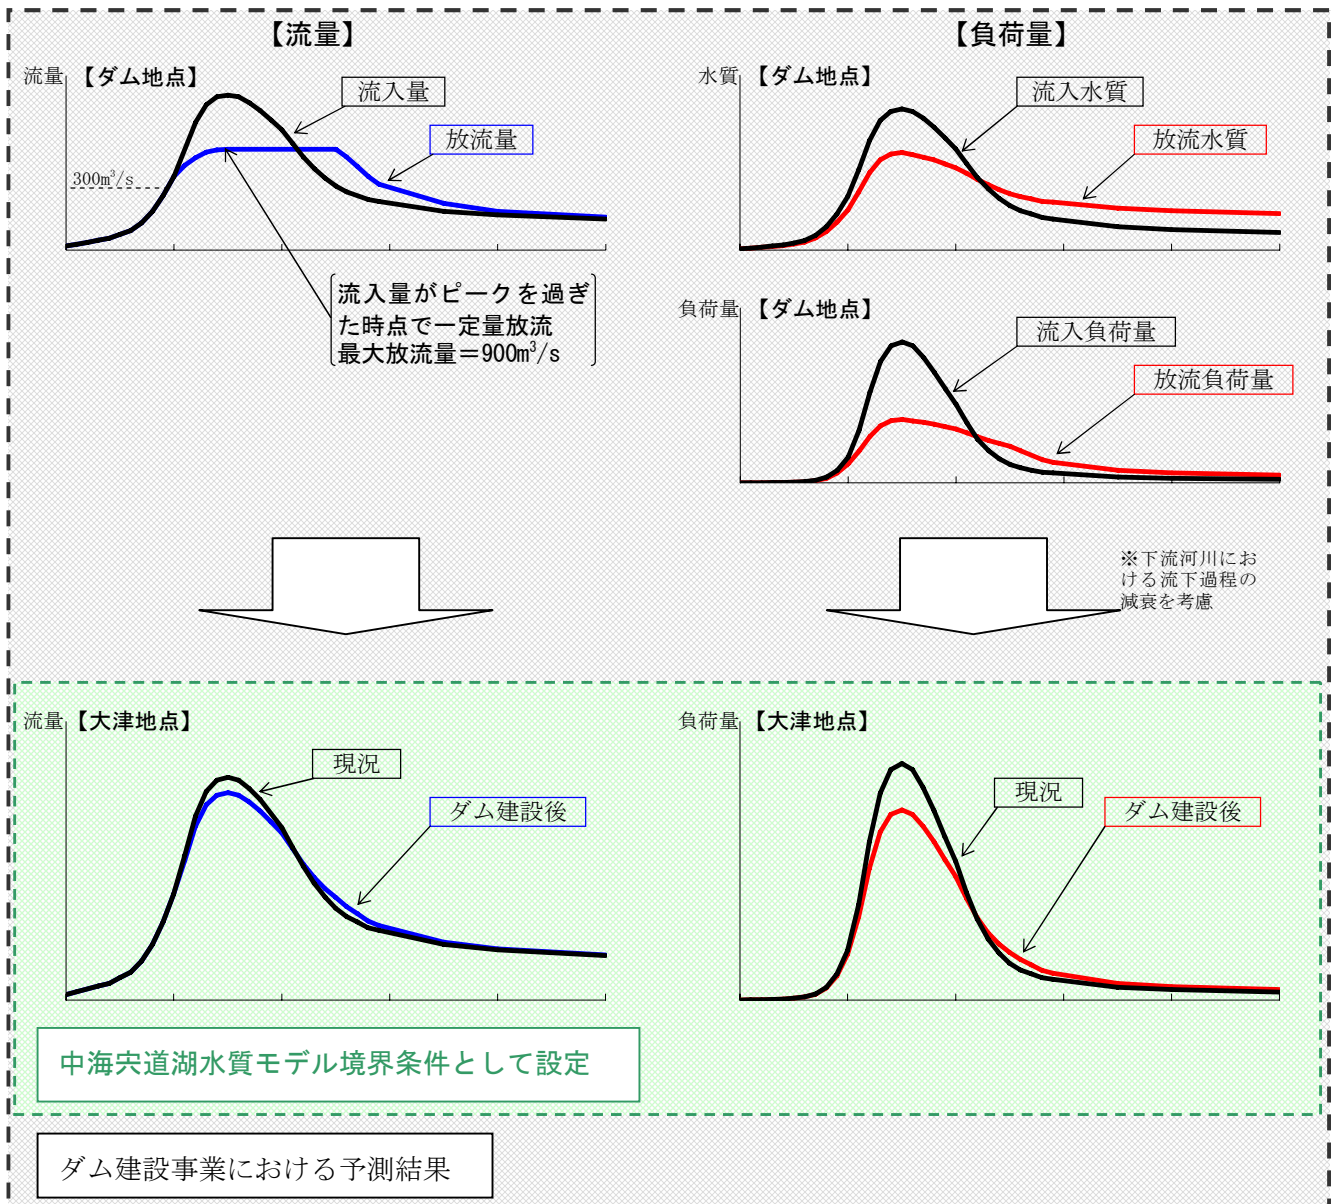 【流量】
流量 【ダム地点】
流入量
放流量
300m³/s
流入量がピークを過ぎ
た時点で一定量放流
最大放流量＝900m³/s
【負荷量】
水質 【ダム地点】
流入水質
放流水質
負荷量 【ダム地点】
流入負荷量
放流負荷量
※下流河川にお
ける流下過程の
減衰を考慮
流量 【大津地点】
現況
ダム建設後
負荷量 【大津地点】
現況
ダム建設後
中海宍道湖水質モデル境界条件として設定
ダム建設事業における予測結果